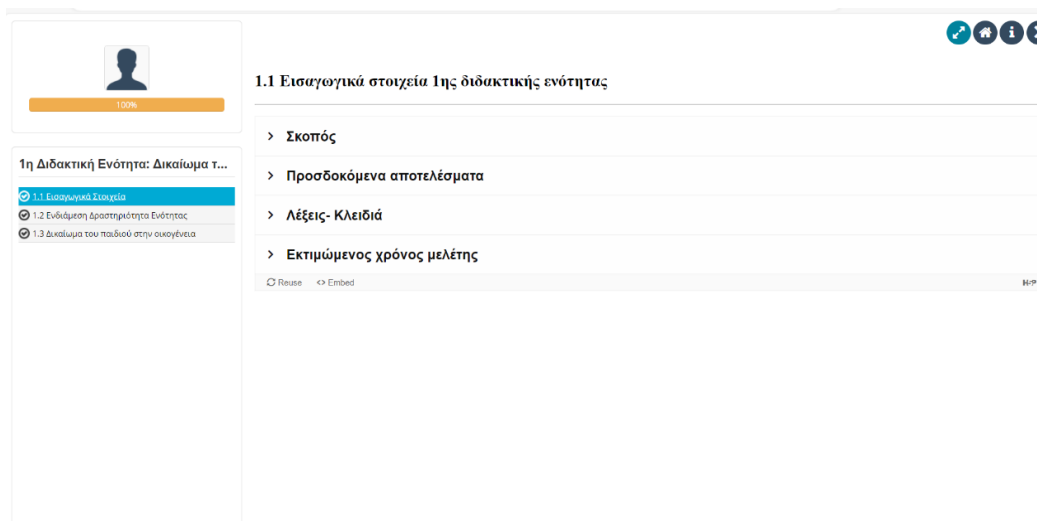 100%
1η Διδακτική Ενότητα: Δικαίωμα τ...
1.1 Εισαγωγικά Στοιχεία
1.2 Ενδιάμεση Δραστηριότητα Ενότητας
1.3 Δικαίωμα του παιδιού στην οικογένεια
1.1 Εισαγωγικά στοιχεία 1ης διδακτικής ενότητας
Σκοπός
Προσδοκόμενα αποτελέσματα
Λέξεις- Κλειδιά
Εκτιμώμενος χρόνος μελέτης
Reuse <> Embed
H5P